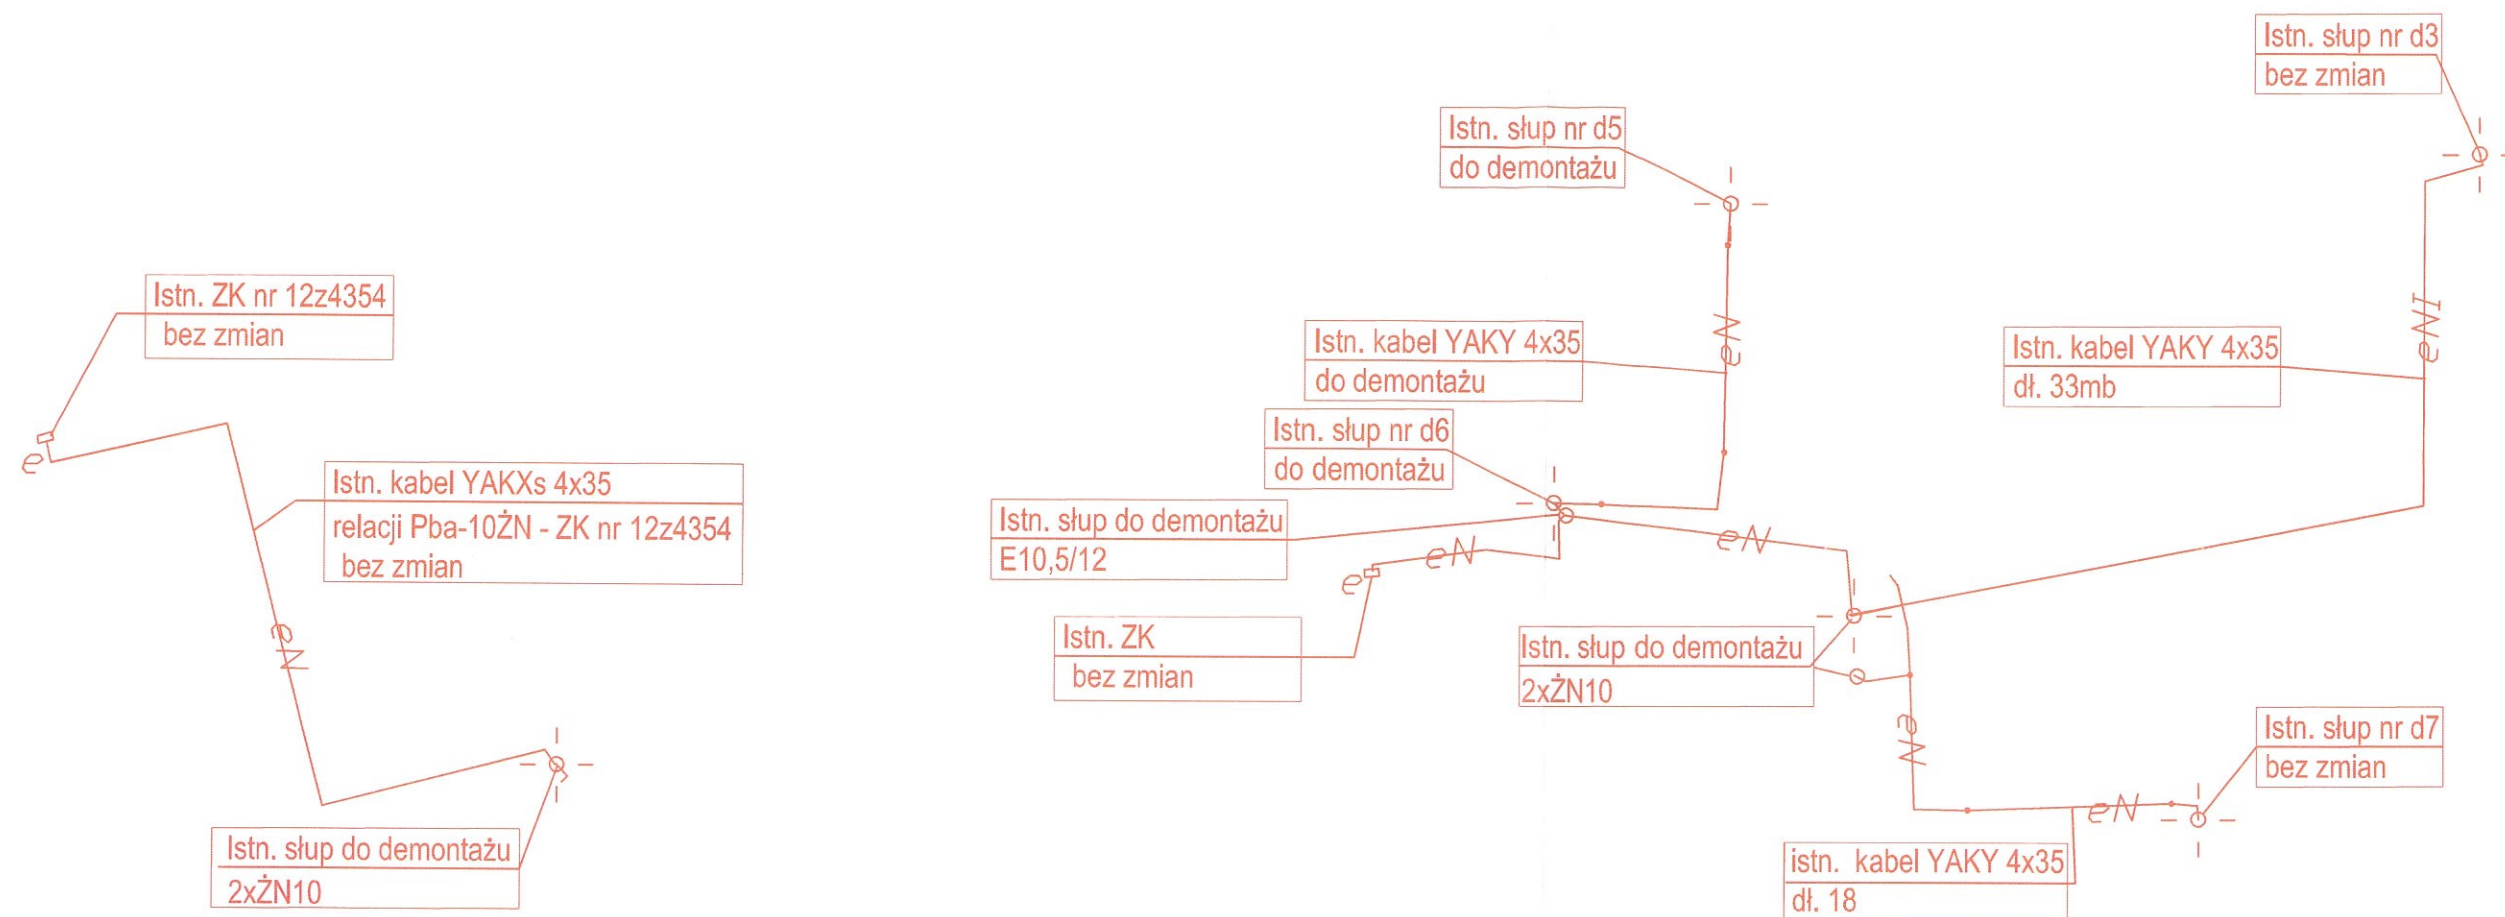 Istn. słup nr d3
bez zmian
Istn. słup nr d5
do demontażu
Istn. ZK nr 12z4354
bez zmian
eNI
Istn. kabel YAKY 4x35
do demontażu
eN
Istn. kabel YAKY 4x35
dł. 33mb
Istn. słup nr d6
do demontażu
e
Istn. kabel YAKXs 4x35
relacji Pba-10ŻN - ZK nr 12z4354
bez zmian
Istn. słup do demontażu
E10,5/12
eN
eN
e
eN
Istn. ZK
bez zmian
Istn. słup do demontażu
2xŻN10
eN
Istn. słup nr d7
bez zmian
eN
Istn. słup do demontażu
2xŻN10
istn. kabel YAKY 4x35
dł. 18